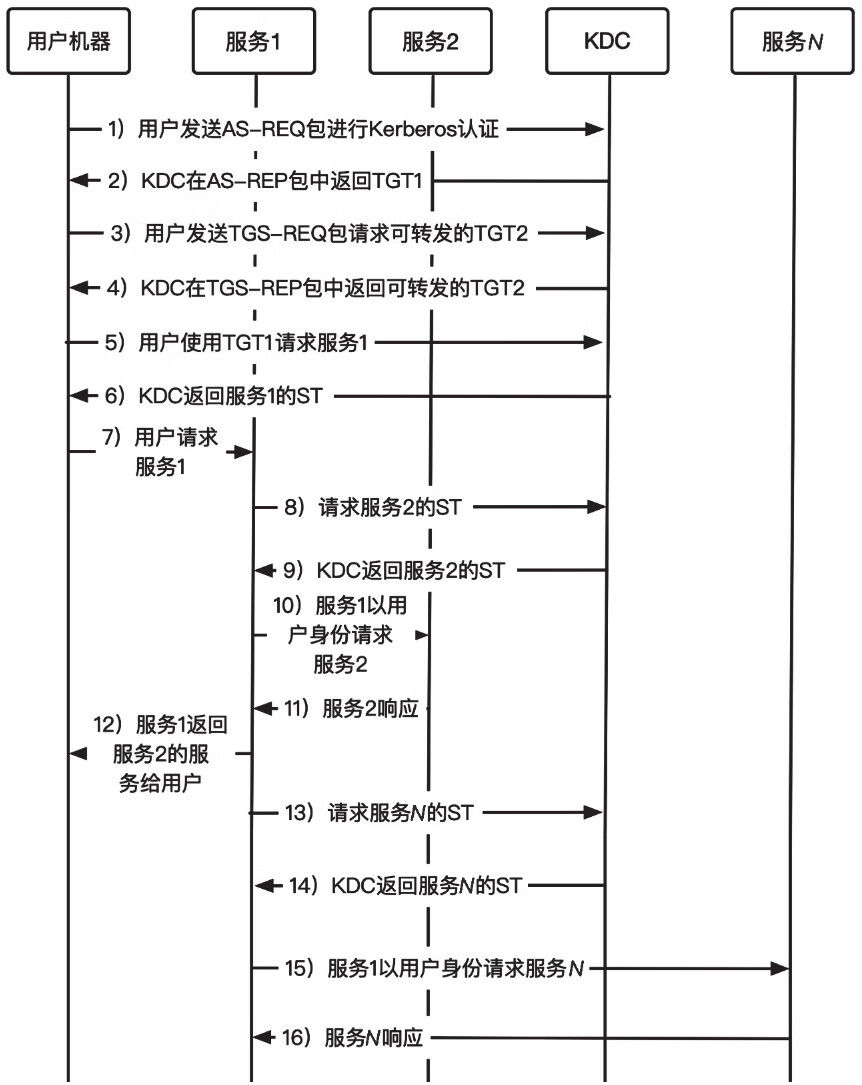 用户机器
服务1
服务2
KDC
服务N
1）用户发送AS-REQ包进行Kerberos认证
2）KDC在AS-REP包中返回TGT1
3）用户发送TGS-REQ包请求可转发的TGT2
4）KDC在TGS-REP包中返回可转发的TGT2
5）用户使用TGT1请求服务1
6）KDC返回服务1的ST
7）用户请求
服务1
8）请求服务2的ST
9）KDC返回服务2的ST
10）服务1以用
户身份请求
服务2
11）服务2响应
12）服务1返回
服务2的服
务给用户
13）请求服务N的ST
14）KDC返回服务N的ST
15）服务1以用户身份请求服务N
16）服务N响应